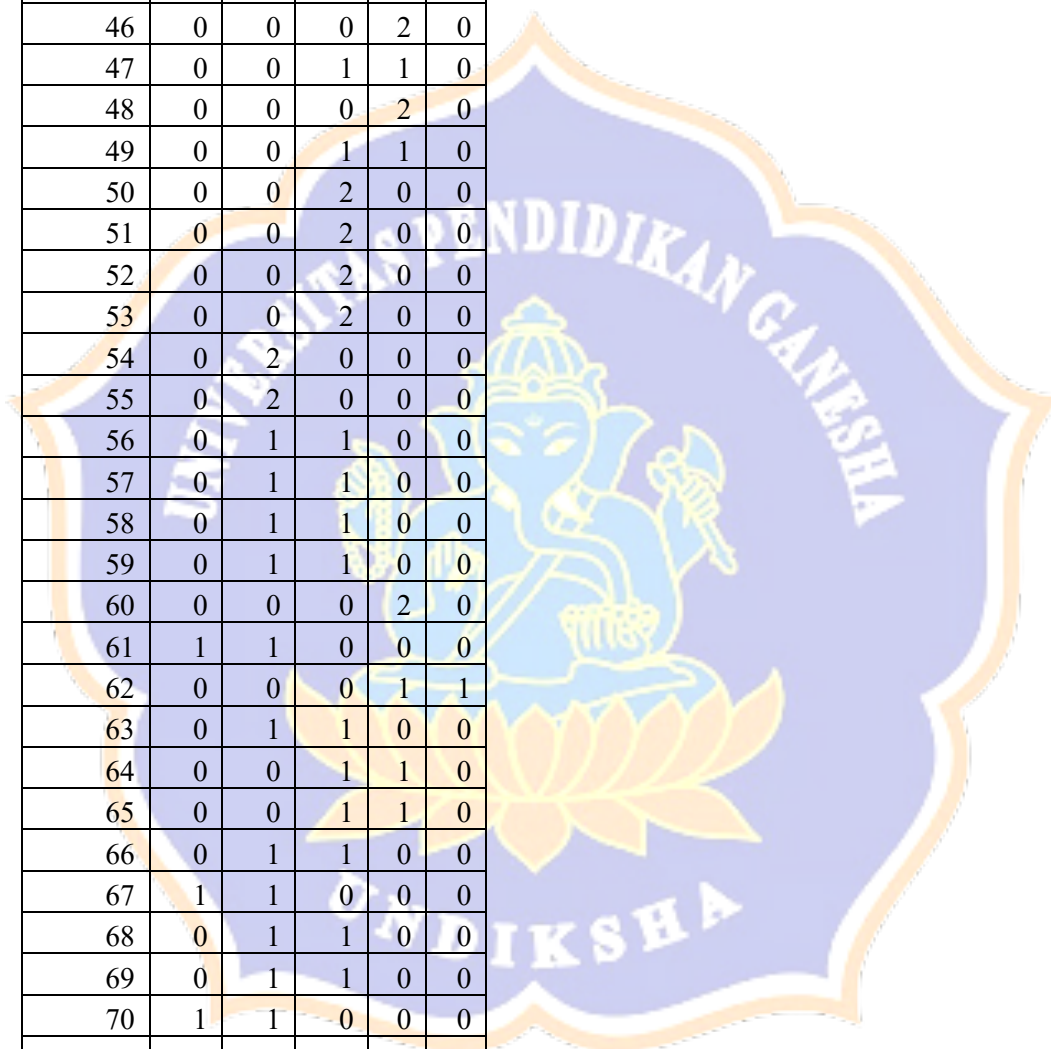 46 0 0 0 2 0
47 0 0 1 1 0
48 0 0 0 2 0
49 0 0 1 1 0
50 0 0 2 0 0
51 0 0 2 0 0
52 0 0 2 0 0
53 0 0 2 0 0
54 0 2 0 0 0
55 0 2 0 0 0
56 0 1 1 0 0
57 0 1 1 0 0
58 0 1 1 0 0
59 0 1 1 0 0
60 0 0 0 2 0
61 1 1 0 0 0
62 0 0 0 1 1
63 0 1 1 0 0
64 0 0 1 1 0
65 0 0 1 1 0
66 0 1 1 0 0
67 1 1 0 0 0
68 0 1 1 0 0
69 0 1 1 0 0
70 1 1 0 0 0
UNIVERSITAS PENDIDIKAN GANESHA
UNDIKSHA